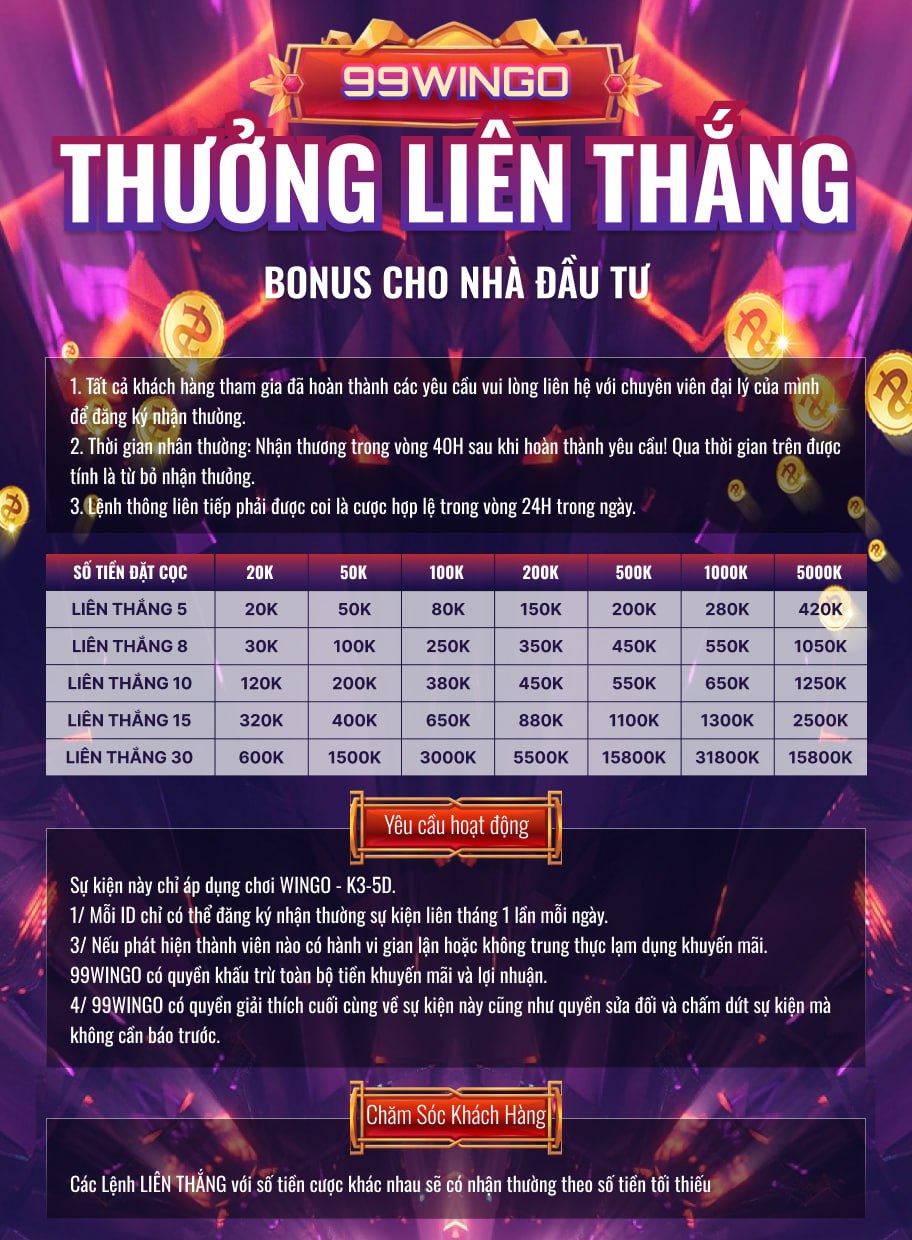 99WINGO
THƯỞNG LIÊN THẮNG
BONUS CHO NHÀ ĐẦU TƯ
1. Tất cả khách hàng tham gia đã hoàn thành các yêu cầu vui lòng liên hệ với chuyên viên đại lý của mình
để đăng ký nhận thường.
2. Thời gian nhân thường: Nhận thương trong vòng 40H sau khi hoàn thành yêu cầu! Qua thời gian trên được
tính là từ bỏ nhận thưởng.
3. Lệnh thông liên tiếp phải được coi là cược hợp lệ trong vòng 24H trong ngày.
SỐ TIỀN ĐẶT CỌC 20K 50K 100K 200K 500K 1000K 5000K
LIÊN THẮNG 5 20K 50K 80K 150K 200K 280K 420K
LIÊN THẮNG 8 30K 100K 250K 350K 450K 550K 1050K
LIÊN THẮNG 10 120K 200K 380K 450K 550K 650K 1250K
LIÊN THẮNG 15 320K 400K 650K 880K 1100K 1300K 2500K
LIÊN THẮNG 30 600K 1500K 3000K 5500K 15800K 31800K 15800K
Yêu cầu hoạt động
Sự kiện này chỉ áp dụng chơi WINGO - K3-5D.
1/ Mỗi ID chỉ có thể đăng ký nhận thường sự kiện liên tháng 1 lần mỗi ngày.
3/ Nếu phát hiện thành viên nào có hành vi gian lận hoặc không trung thực lạm dụng khuyến mãi.
99WINGO có quyền khấu trừ toàn bộ tiền khuyến mãi và lợi nhuận.
4/ 99WINGO có quyền giải thích cuối cùng về sự kiện này cũng như quyền sửa đối và chấm dứt sự kiện mà
không cần báo trước.
Chăm Sóc Khách Hàng
Các Lệnh LIÊN THẮNG với số tiền cược khác nhau sẽ có nhận thường theo số tiền tối thiếu